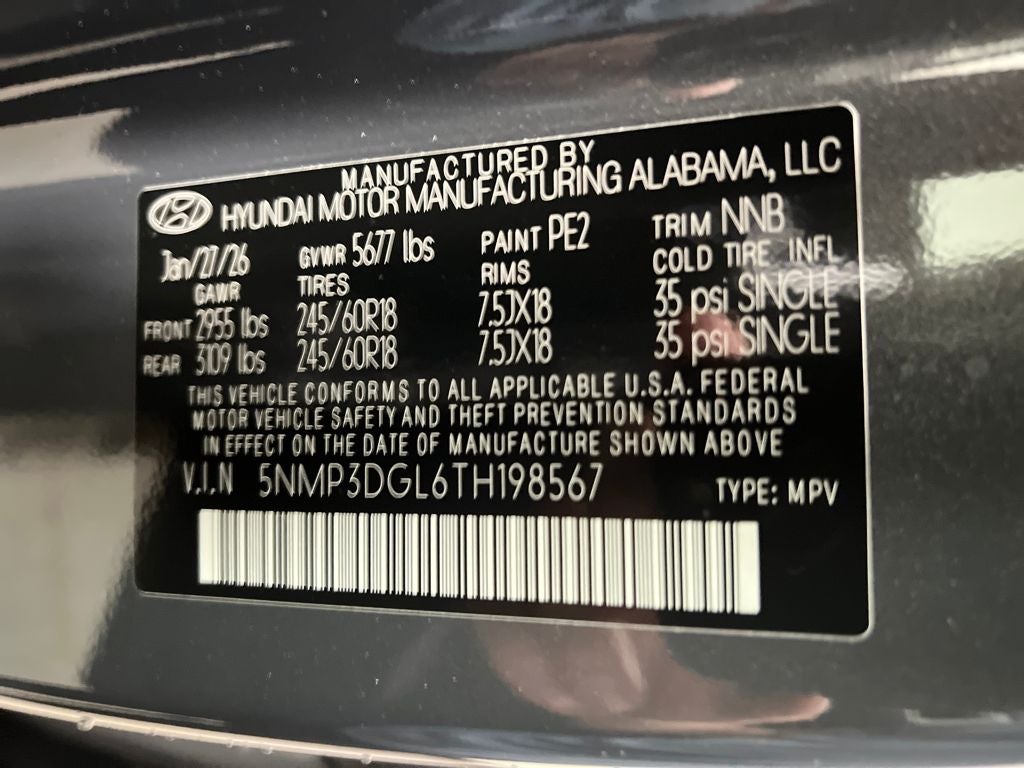 MANUFACTURED BY
HYUNDAI MOTOR MANUFACTURING ALABAMA, LLC
Jan/27/26 GVWR 5677 lbs PAINT PE2 TRIM NNB
GAWR TIRES RIMS COLD TIRE INFL
FRONT 2955 lbs 245/60R18 7.5JX18 35 psi SINGLE
REAR 3109 lbs 245/60R18 7.5JX18 35 psi SINGLE
THIS VEHICLE CONFORMS TO ALL APPLICABLE U.S.A. FEDERAL
MOTOR VEHICLE SAFETY AND THEFT PREVENTION STANDARDS
IN EFFECT ON THE DATE OF MANUFACTURE SHOWN ABOVE
V.I.N 5NMP3DGL6TH198567 TYPE: MPV